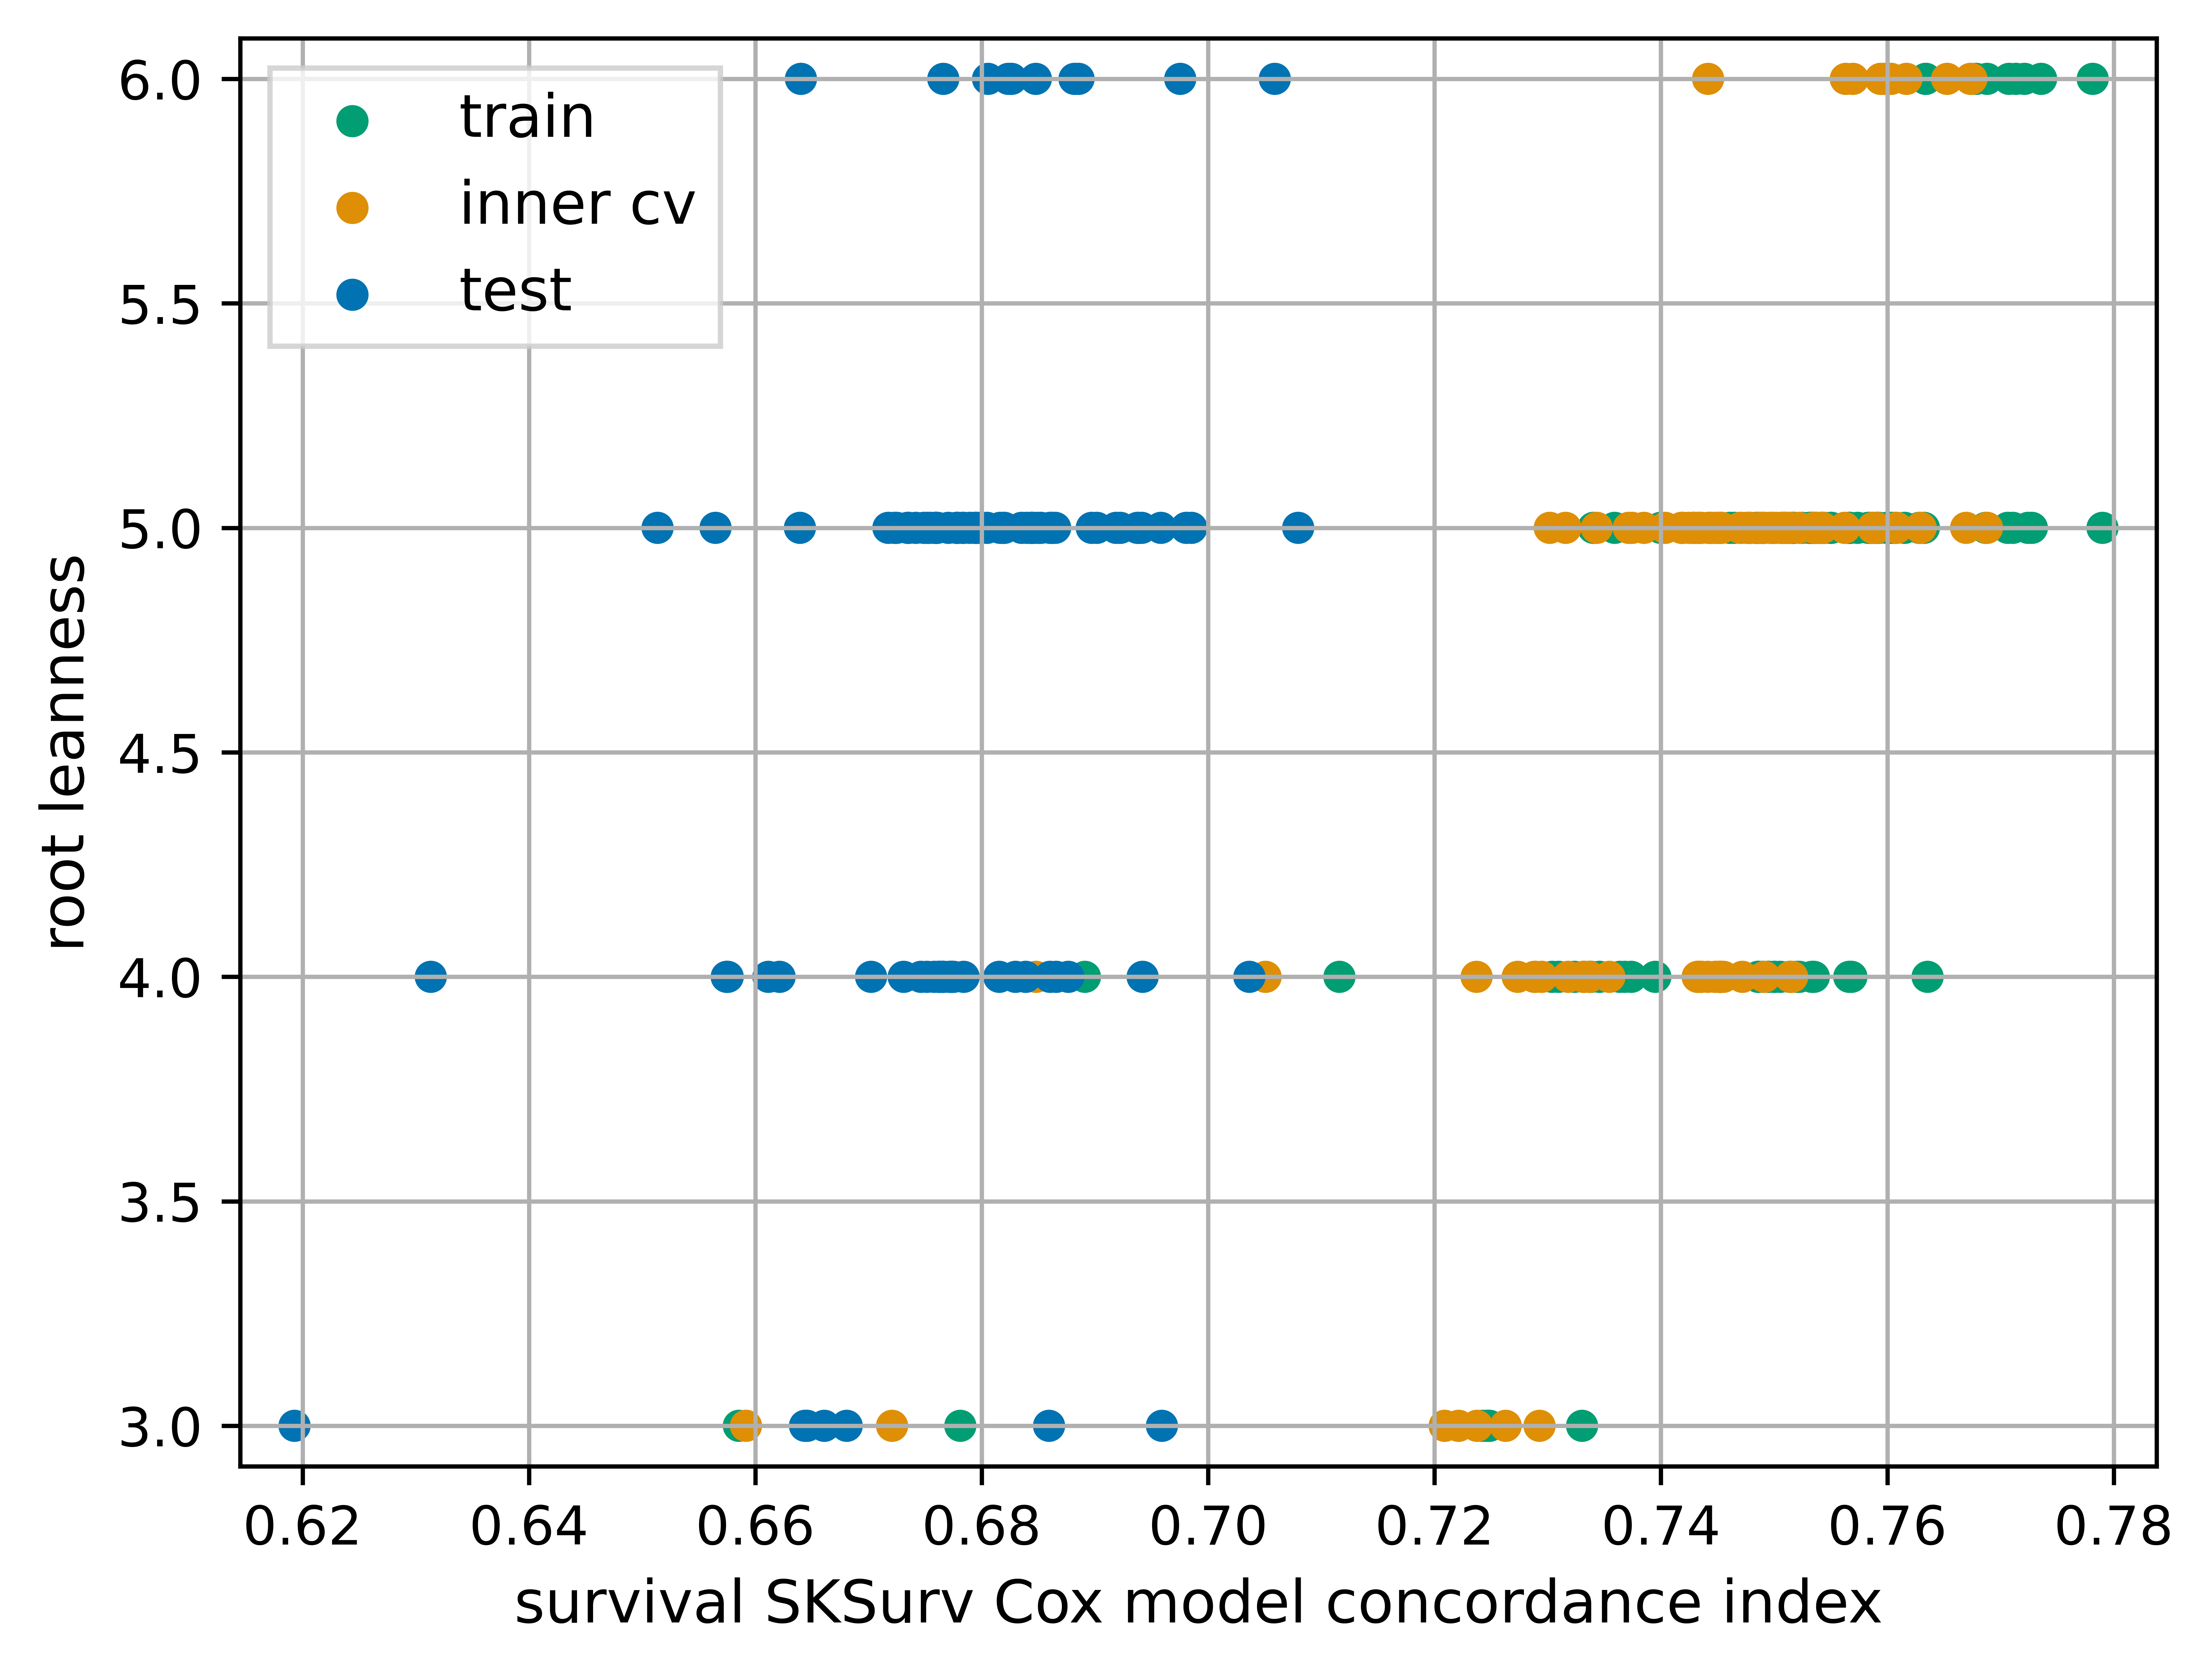 6.0
5.5
5.0
4.5
4.0
3.5
3.0
root leanness
train
inner cv
test
0.62 0.64 0.66 0.68 0.70 0.72 0.74 0.76 0.78
survival SKSurv Cox model concordance index